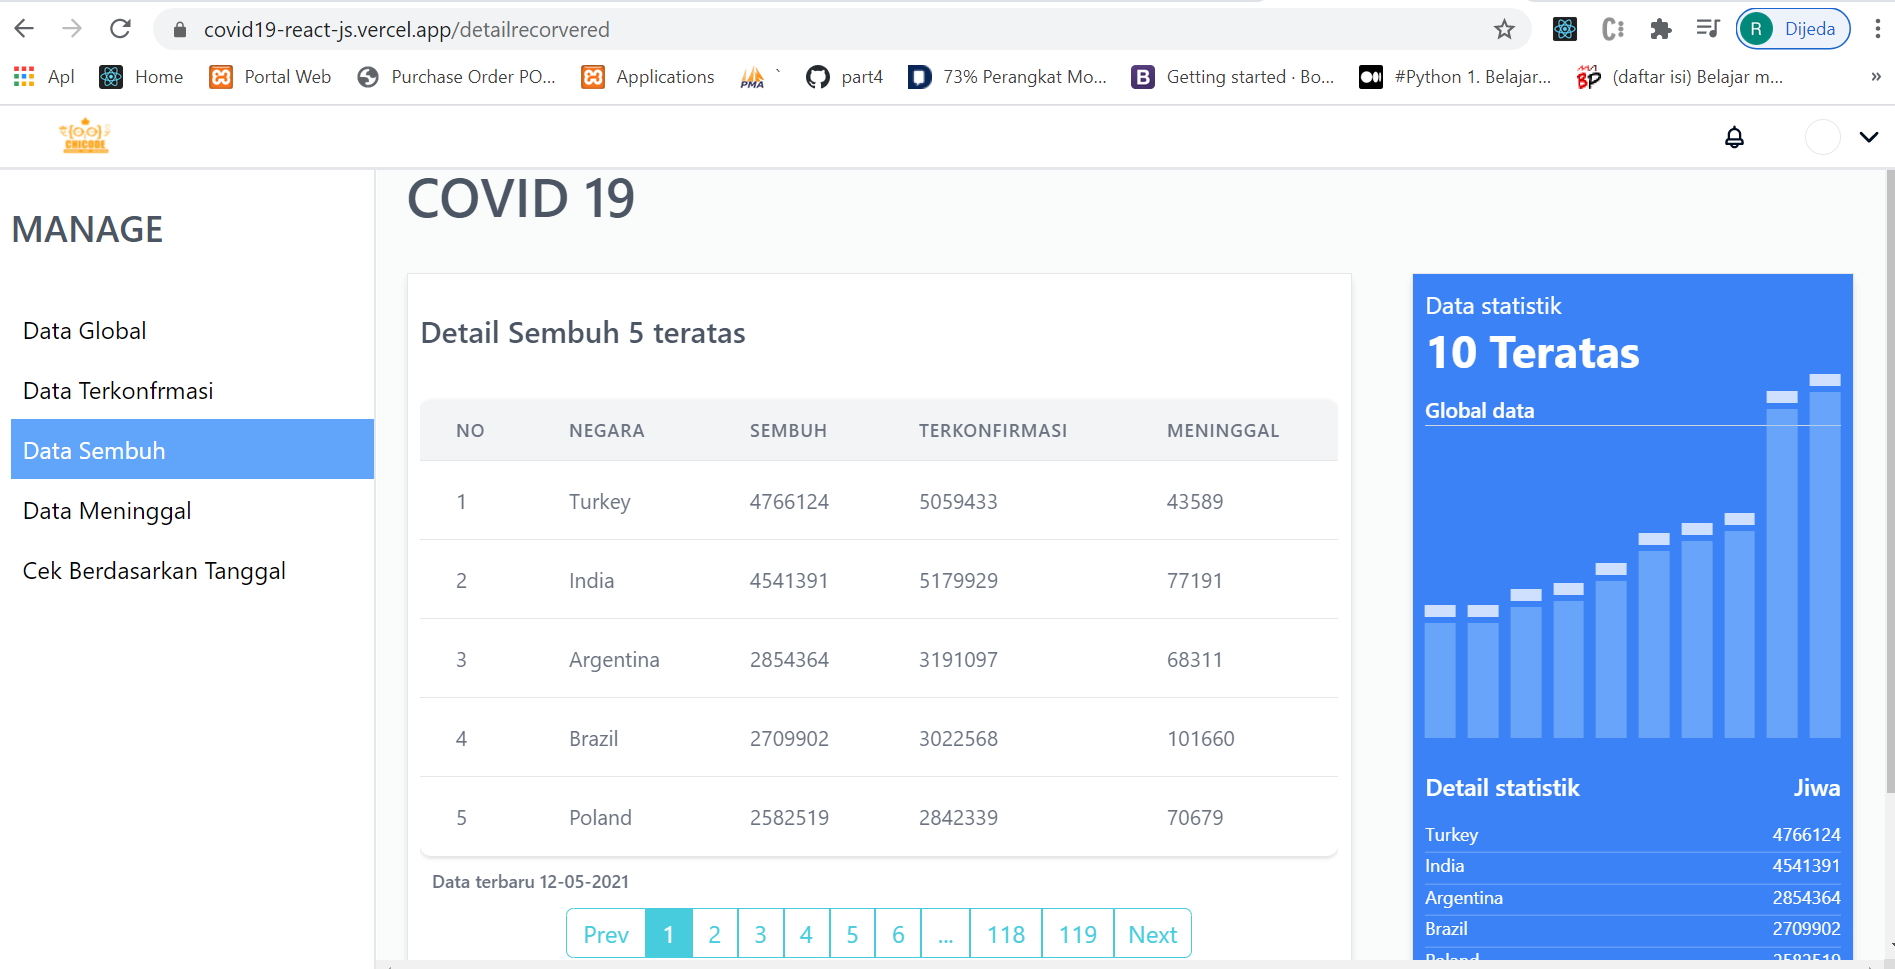 covid19-react-js.vercel.app/detailrecorvered
R Dijeda
Apl Home Portal Web Purchase Order PO... Applications PMA ` part4 73% Perangkat Mo... Getting started · Bo... #Python 1. Belajar... (daftar isi) Belajar m... »
CHICODE
MANAGE
Data Global
Data Terkonfrmasi
Data Sembuh
Data Meninggal
Cek Berdasarkan Tanggal
COVID 19
Detail Sembuh 5 teratas
NO NEGARA SEMBUH TERKONFIRMASI MENINGGAL
1 Turkey 4766124 5059433 43589
2 India 4541391 5179929 77191
3 Argentina 2854364 3191097 68311
4 Brazil 2709902 3022568 101660
5 Poland 2582519 2842339 70679
Data terbaru 12-05-2021
Prev 1 2 3 4 5 6 ... 118 119 Next
Data statistik
10 Teratas
Global data
Detail statistik Jiwa
Turkey 4766124
India 4541391
Argentina 2854364
Brazil 2709902
Poland 2582519